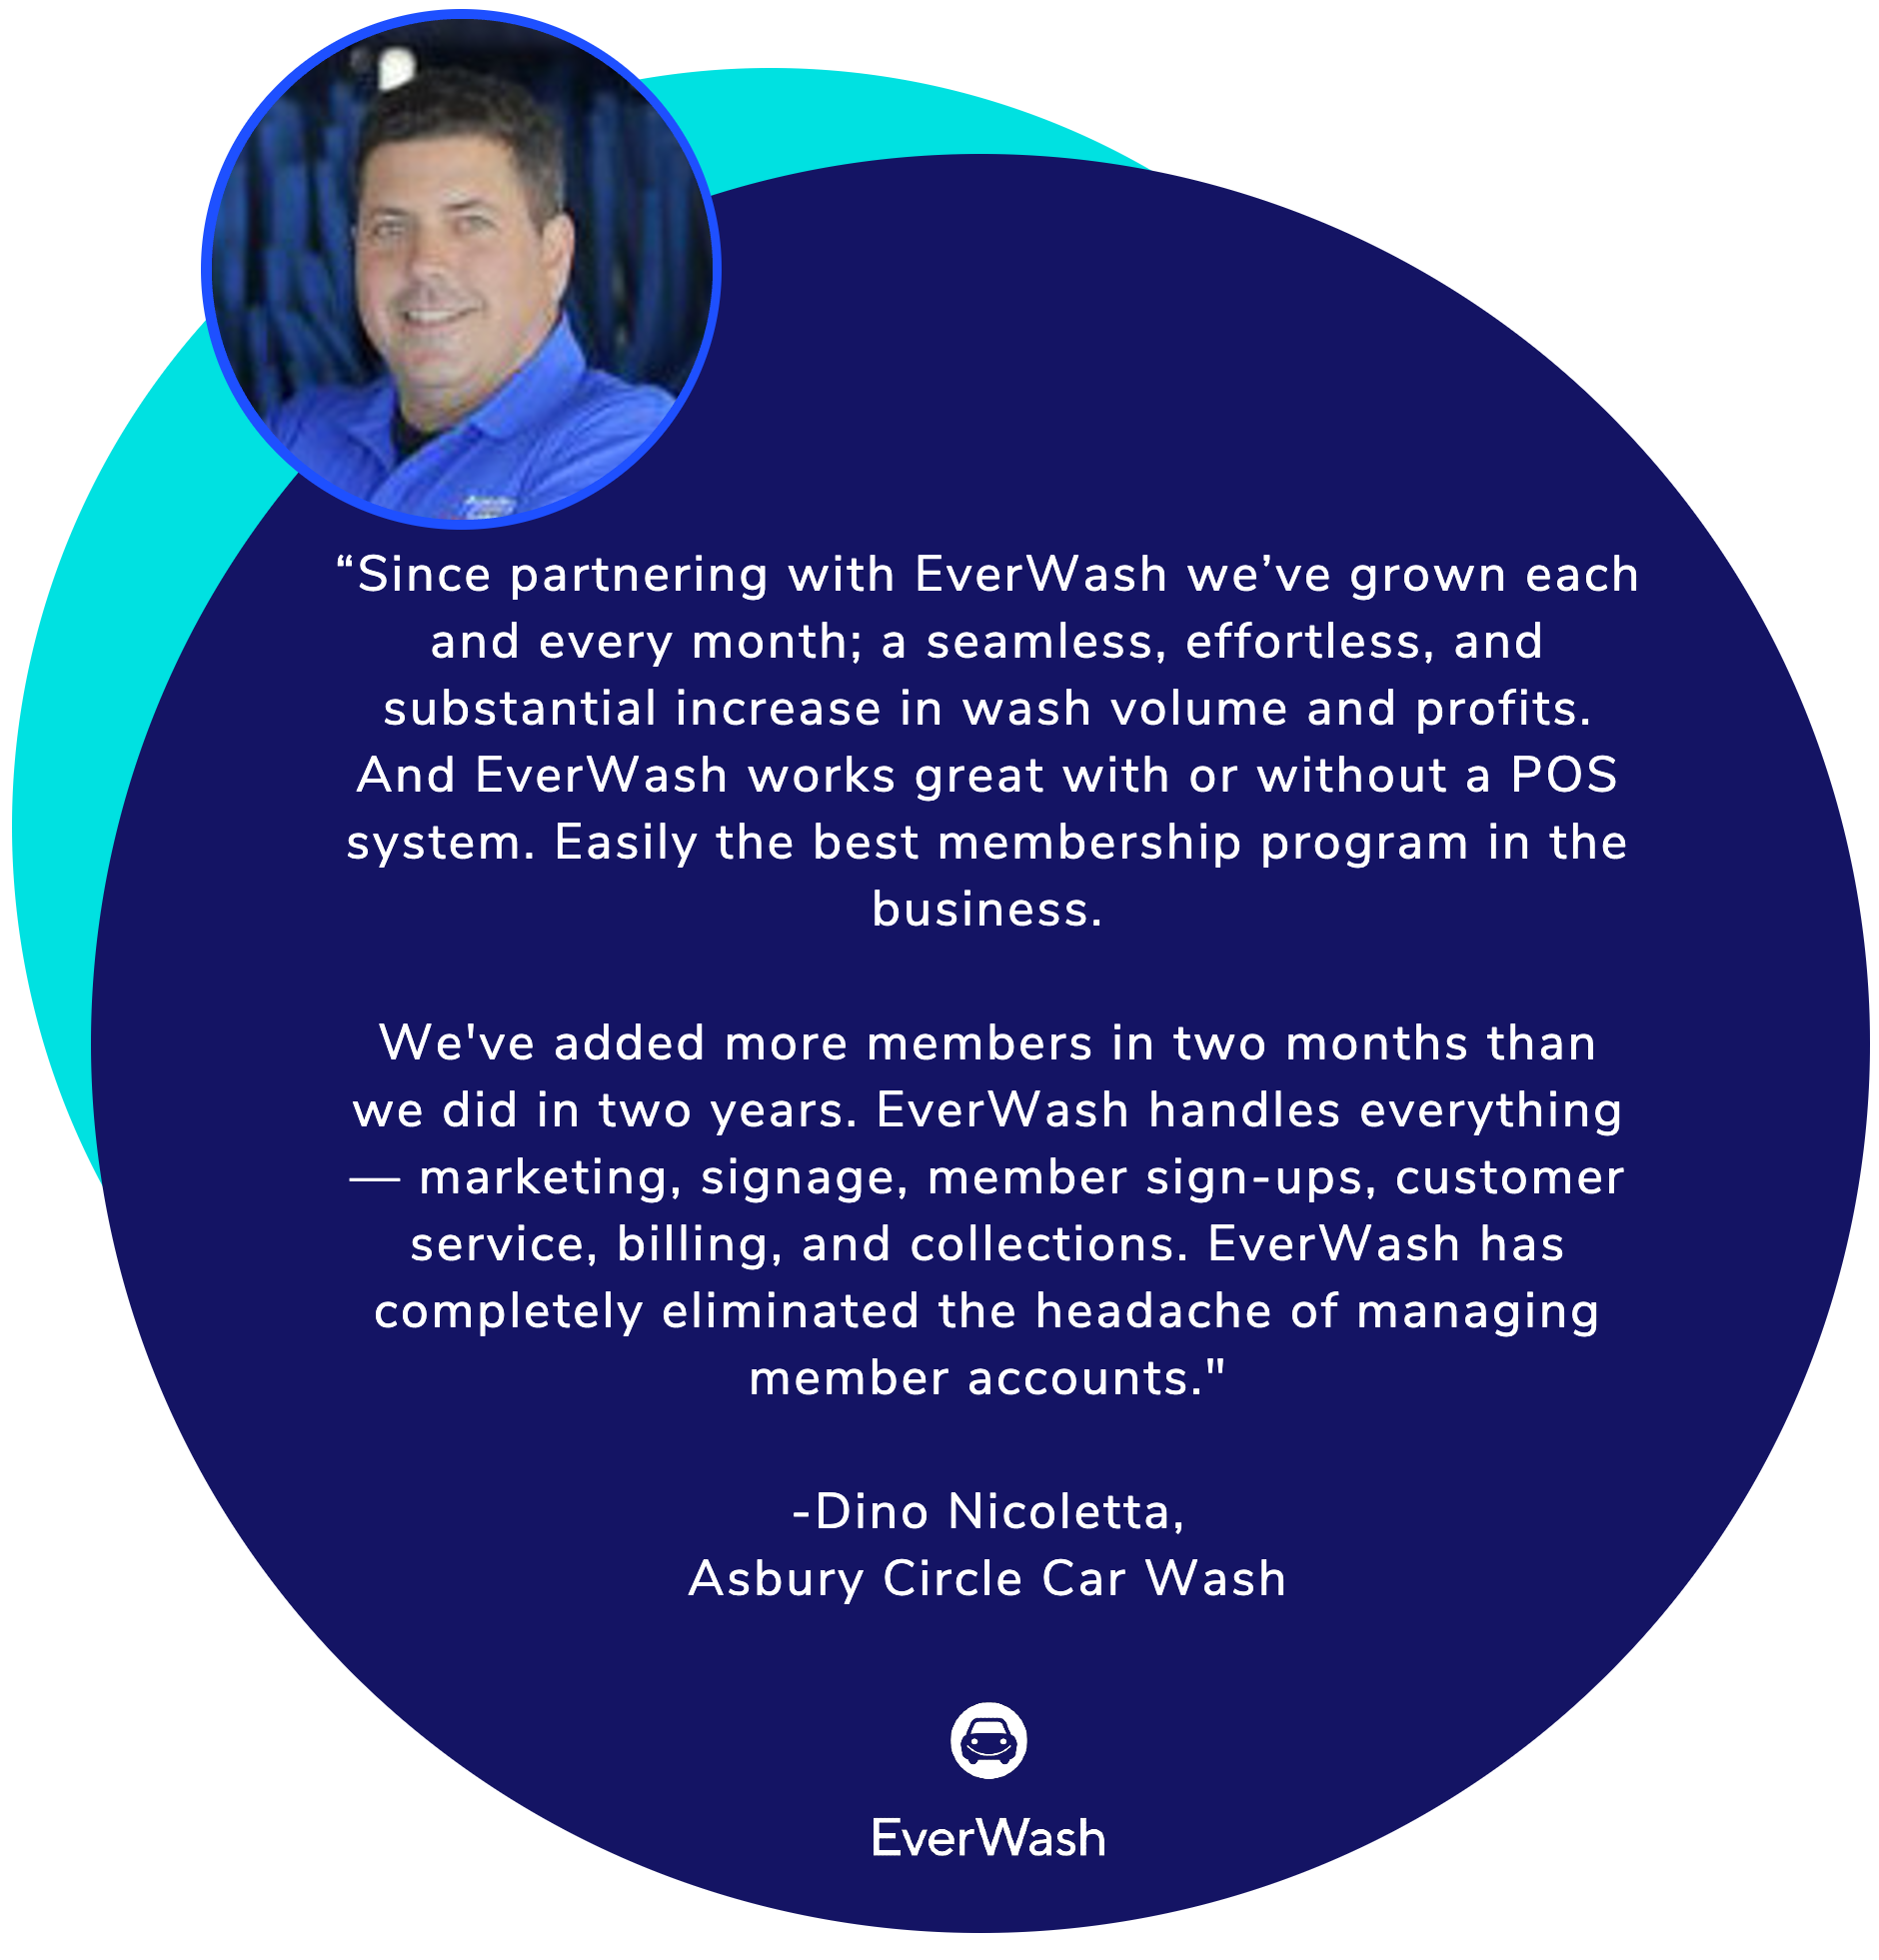 “Since partnering with EverWash we’ve grown each
and every month; a seamless, effortless, and
substantial increase in wash volume and profits.
And EverWash works great with or without a POS
system. Easily the best membership program in the
business.
We've added more members in two months than
we did in two years. EverWash handles everything
— marketing, signage, member sign-ups, customer
service, billing, and collections. EverWash has
completely eliminated the headache of managing
member accounts."
-Dino Nicoletta,
Asbury Circle Car Wash
EverWash